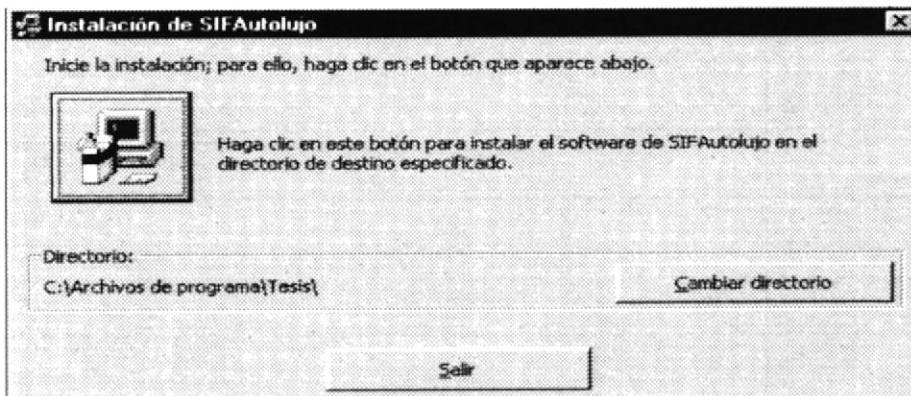 Instalación de SIFAutolujo
Inicie la instalación; para ello, haga clic en el botón que aparece abajo.
Haga clic en este botón para instalar el software de SIFAutolujo en el
directorio de destino especificado.
Directorio:
C:\Archivos de programa\Tesis\
Cambiar directorio
Salir